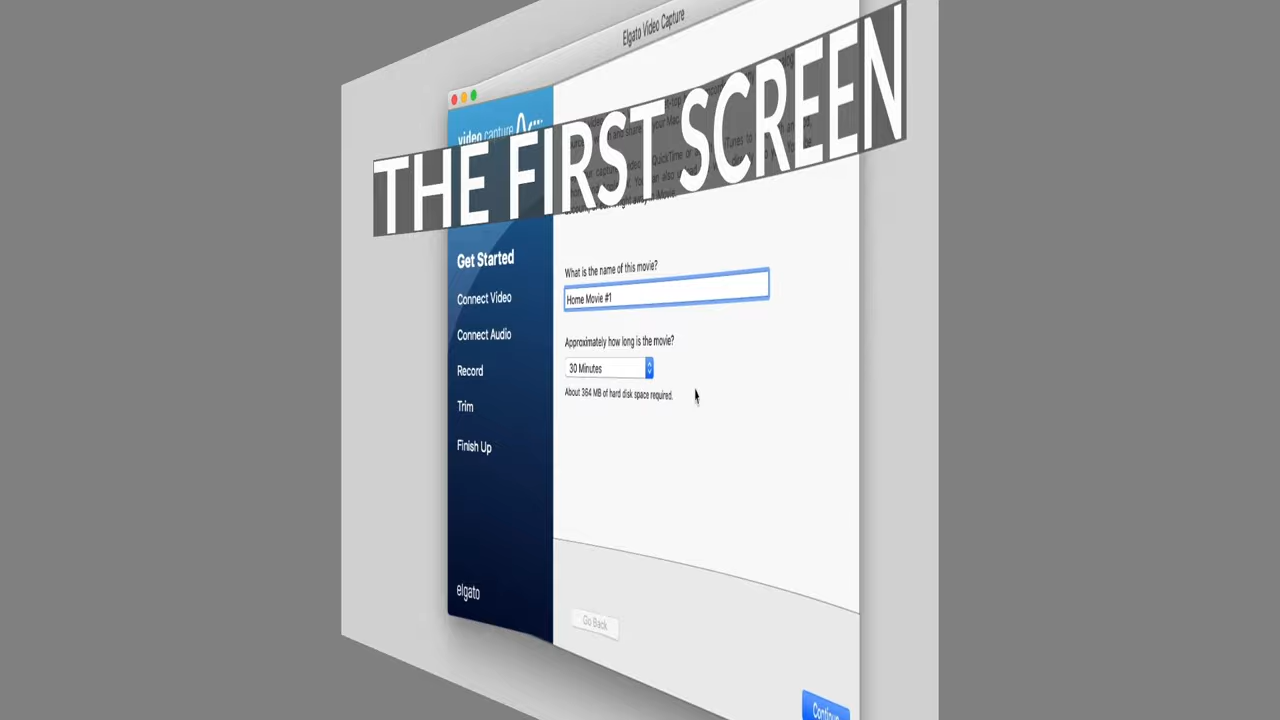 Elgato Video Capture
video capture
THE FIRST SCREEN
Get Started
Connect Video
Connect Audio
Record
Trim
Finish Up
elgato
What is the name of this movie?
Home Movie #1
Approximately how long is the movie?
30 Minutes
About 364 MB of hard disk space required.
Go Back
Continue